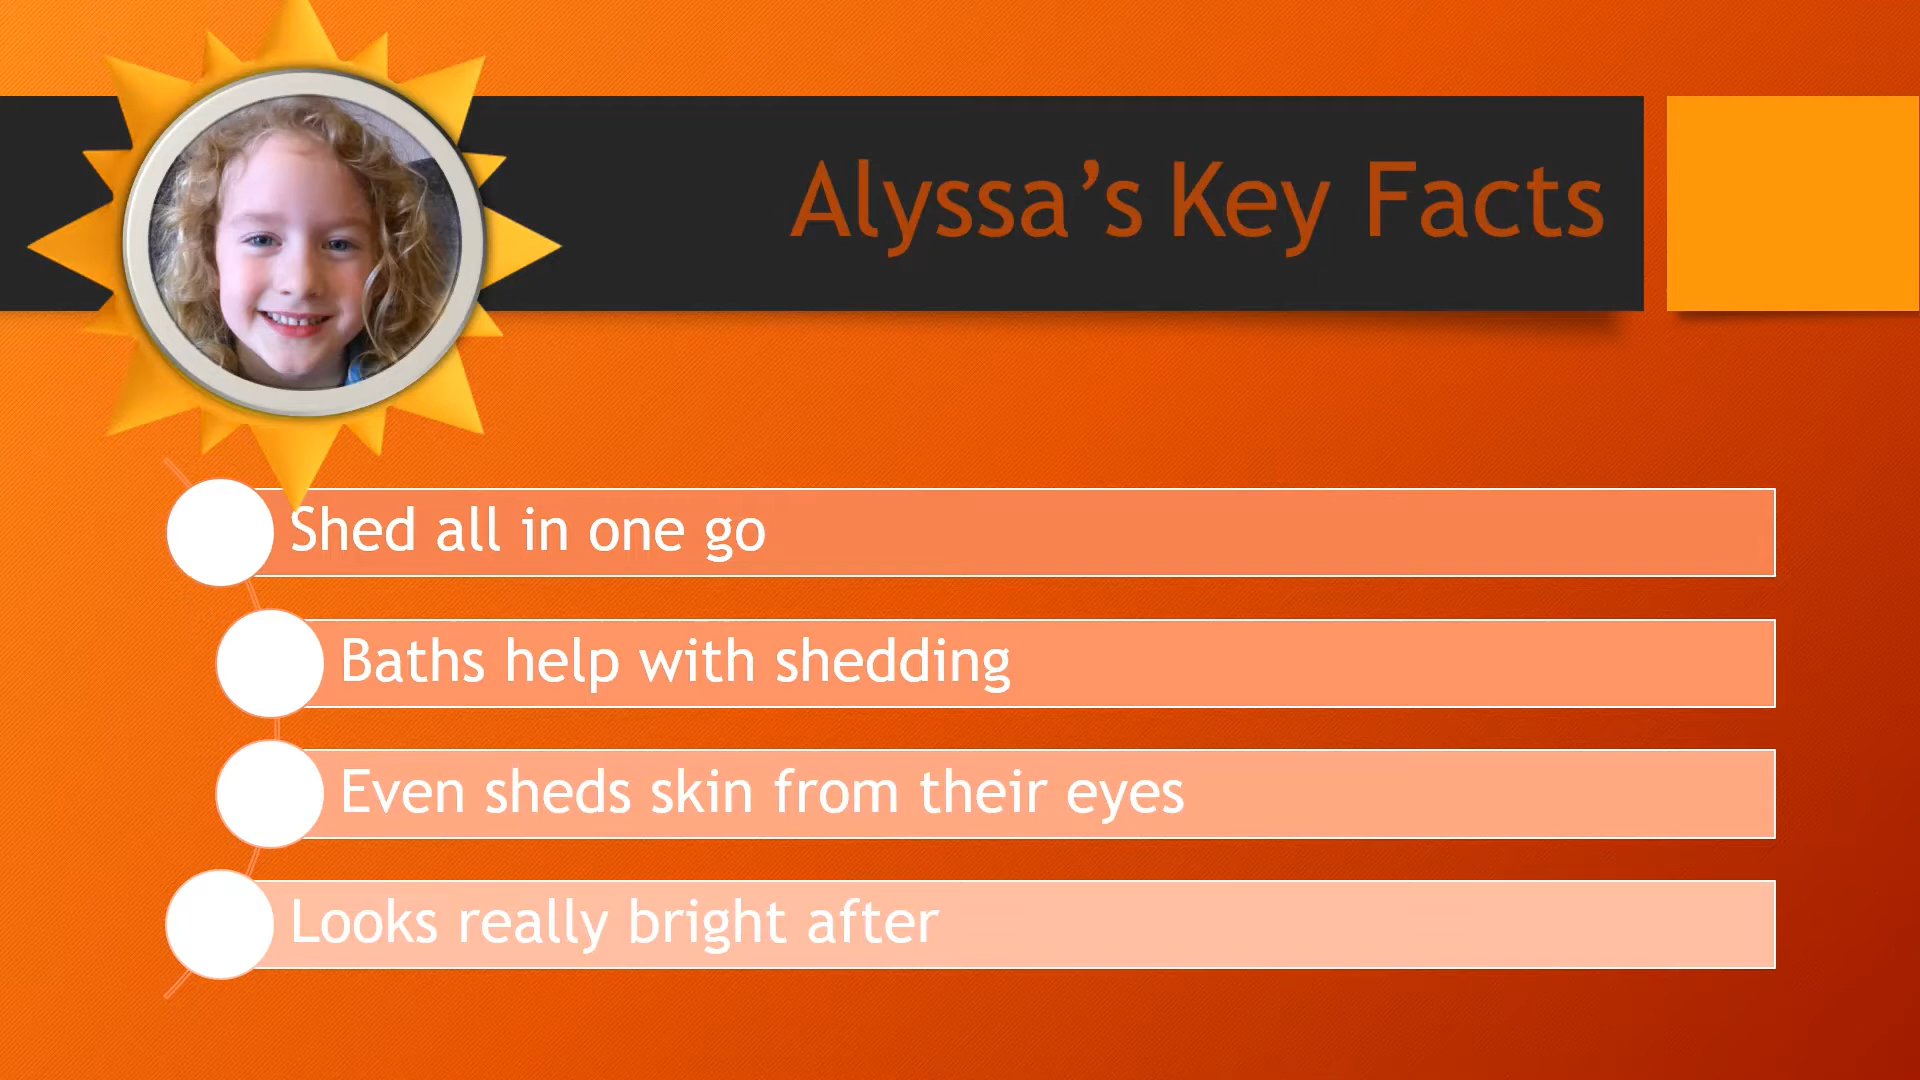 Alyssa’s Key Facts
Shed all in one go
Baths help with shedding
Even sheds skin from their eyes
Looks really bright after